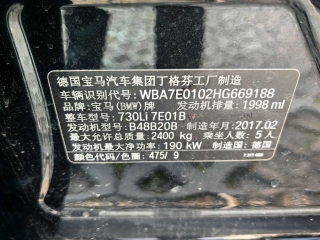 德国宝马汽车集团丁格芬工厂制造
车辆识别代号: WBA7E0102HG669188
品牌: 宝马(BMW)牌 发动机排量: 1998 ml
整车型号: 730Li 7E01B
发动机型号: B48B20B 制造年月: 2017.02
最大允许总质量: 2400 kg 乘坐人数: 5人
发动机最大净功率: 190 kW 制造国: 德国
颜色代码/色圈: 475/ 9